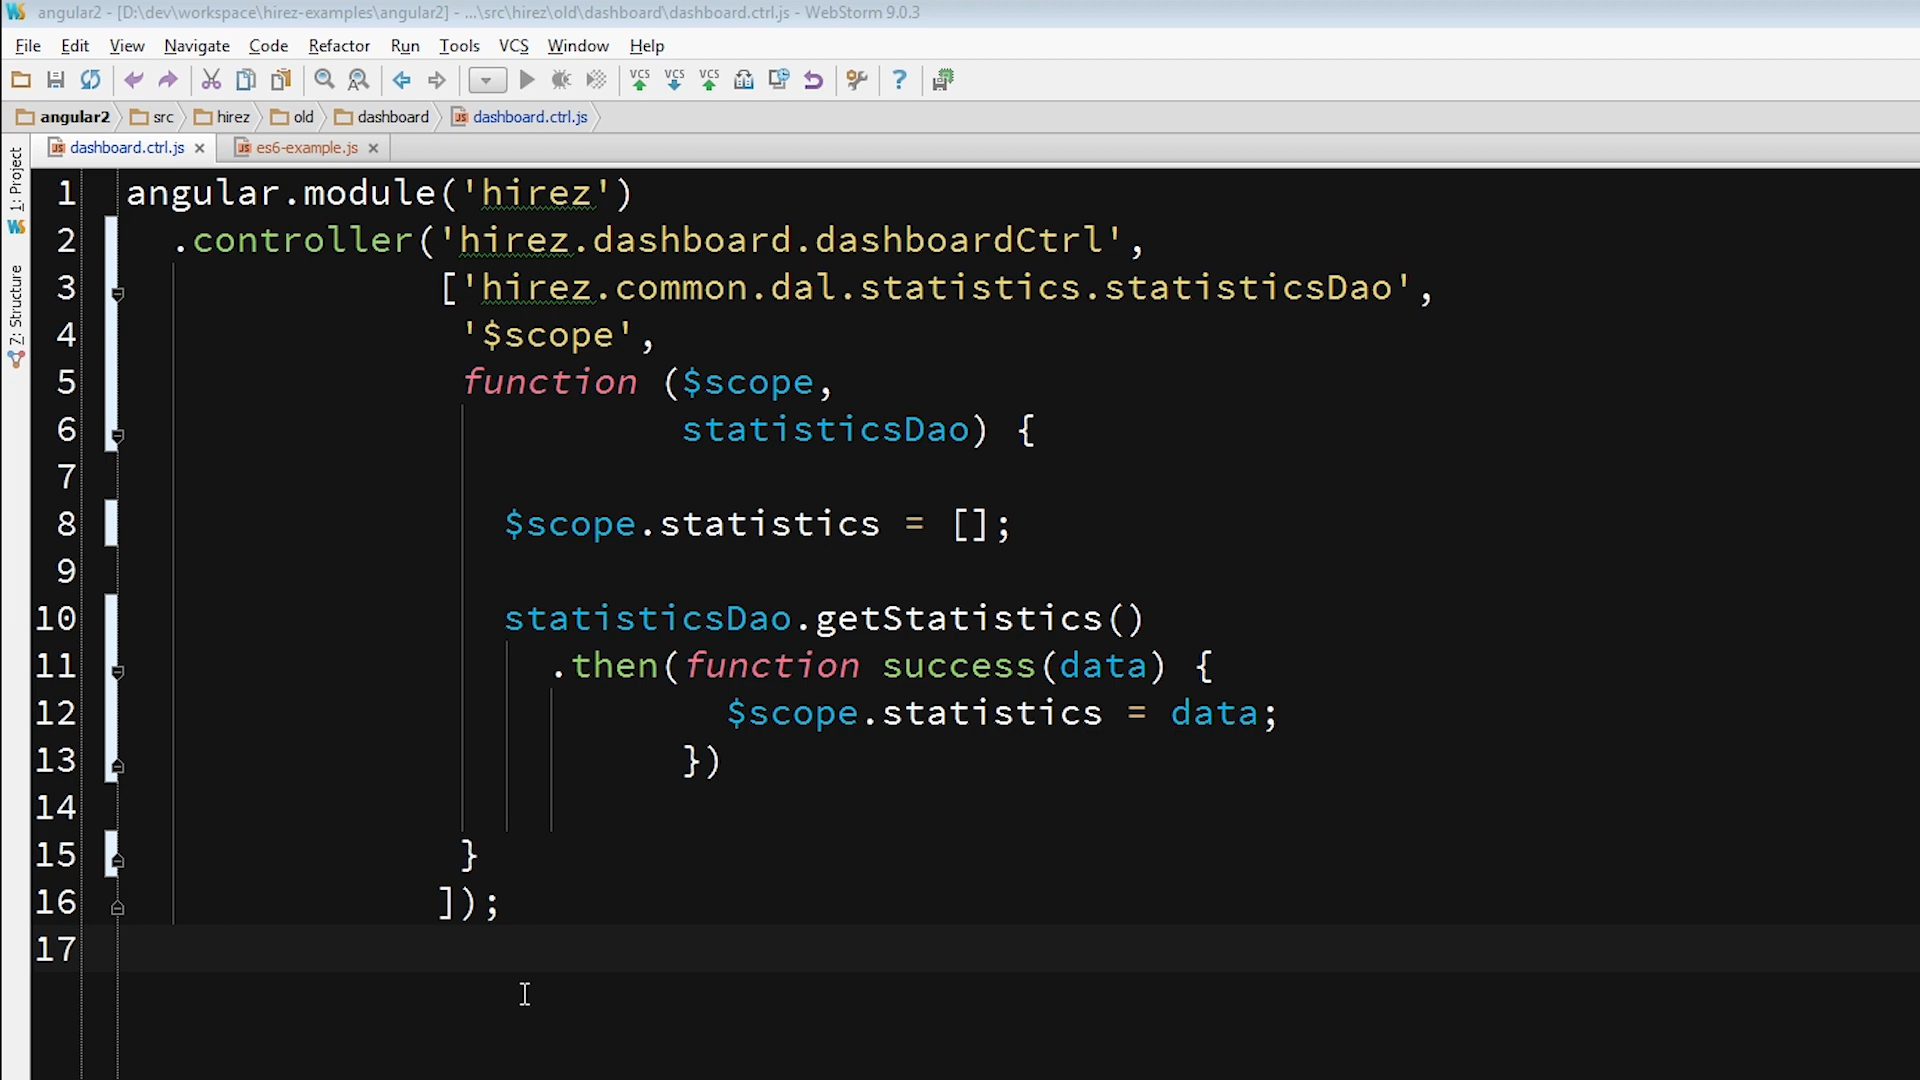 angular2 - [D:\dev\workspace\hirez-examples\angular2] - ...\src\hirez\old\dashboard\dashboard.ctrl.js - WebStorm 9.0.3
File Edit View Navigate Code Refactor Run Tools VCS Window Help
VCS VCS VCS
angular2 src hirez old dashboard dashboard.ctrl.js
dashboard.ctrl.js es6-example.js
1: Project
7: Structure
1 angular.module('hirez')
2 .controller('hirez.dashboard.dashboardCtrl',
3 ['hirez.common.dal.statistics.statisticsDao',
4 '$scope',
5 function ($scope,
6 statisticsDao) {
7
8 $scope.statistics = [];
9
10 statisticsDao.getStatistics()
11 .then(function success(data) {
12 $scope.statistics = data;
13 })
14
15 }
16 ]);
17